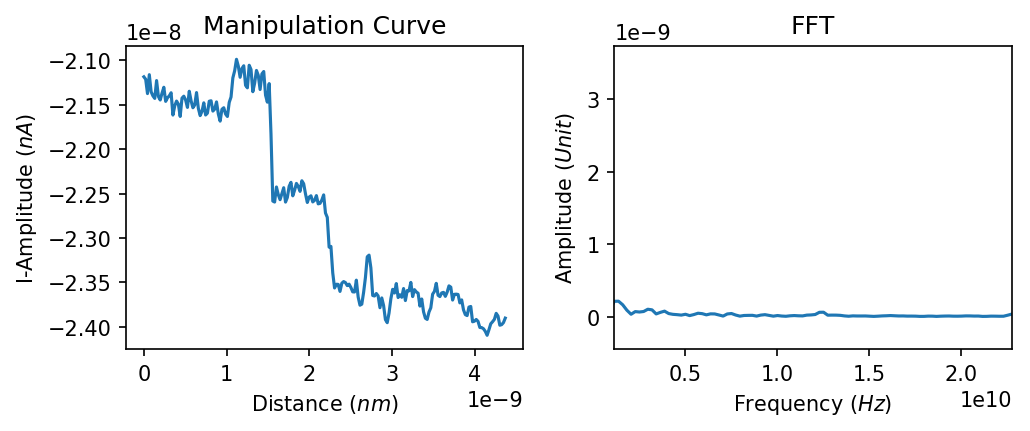 Manipulation Curve
1e−8
−2.10
−2.15
−2.20
−2.25
−2.30
−2.35
−2.40
I-Amplitude (nA)
0 1 2 3 4
1e−9
Distance (nm)
FFT
1e−9
3
2
1
0
Amplitude (Unit)
0.5 1.0 1.5 2.0
1e10
Frequency (Hz)